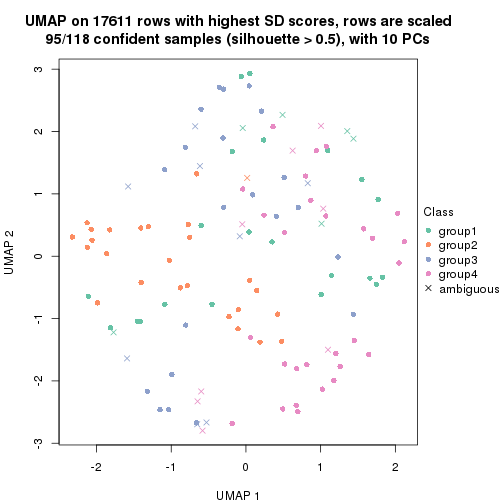 UMAP on 17611 rows with highest SD scores, rows are scaled
95/118 confident samples (silhouette > 0.5), with 10 PCs
3
2
1
0
-1
-2
-3
UMAP 2
-2
-1
0
1
2
UMAP 1
Class
group1
group2
group3
group4
ambiguous